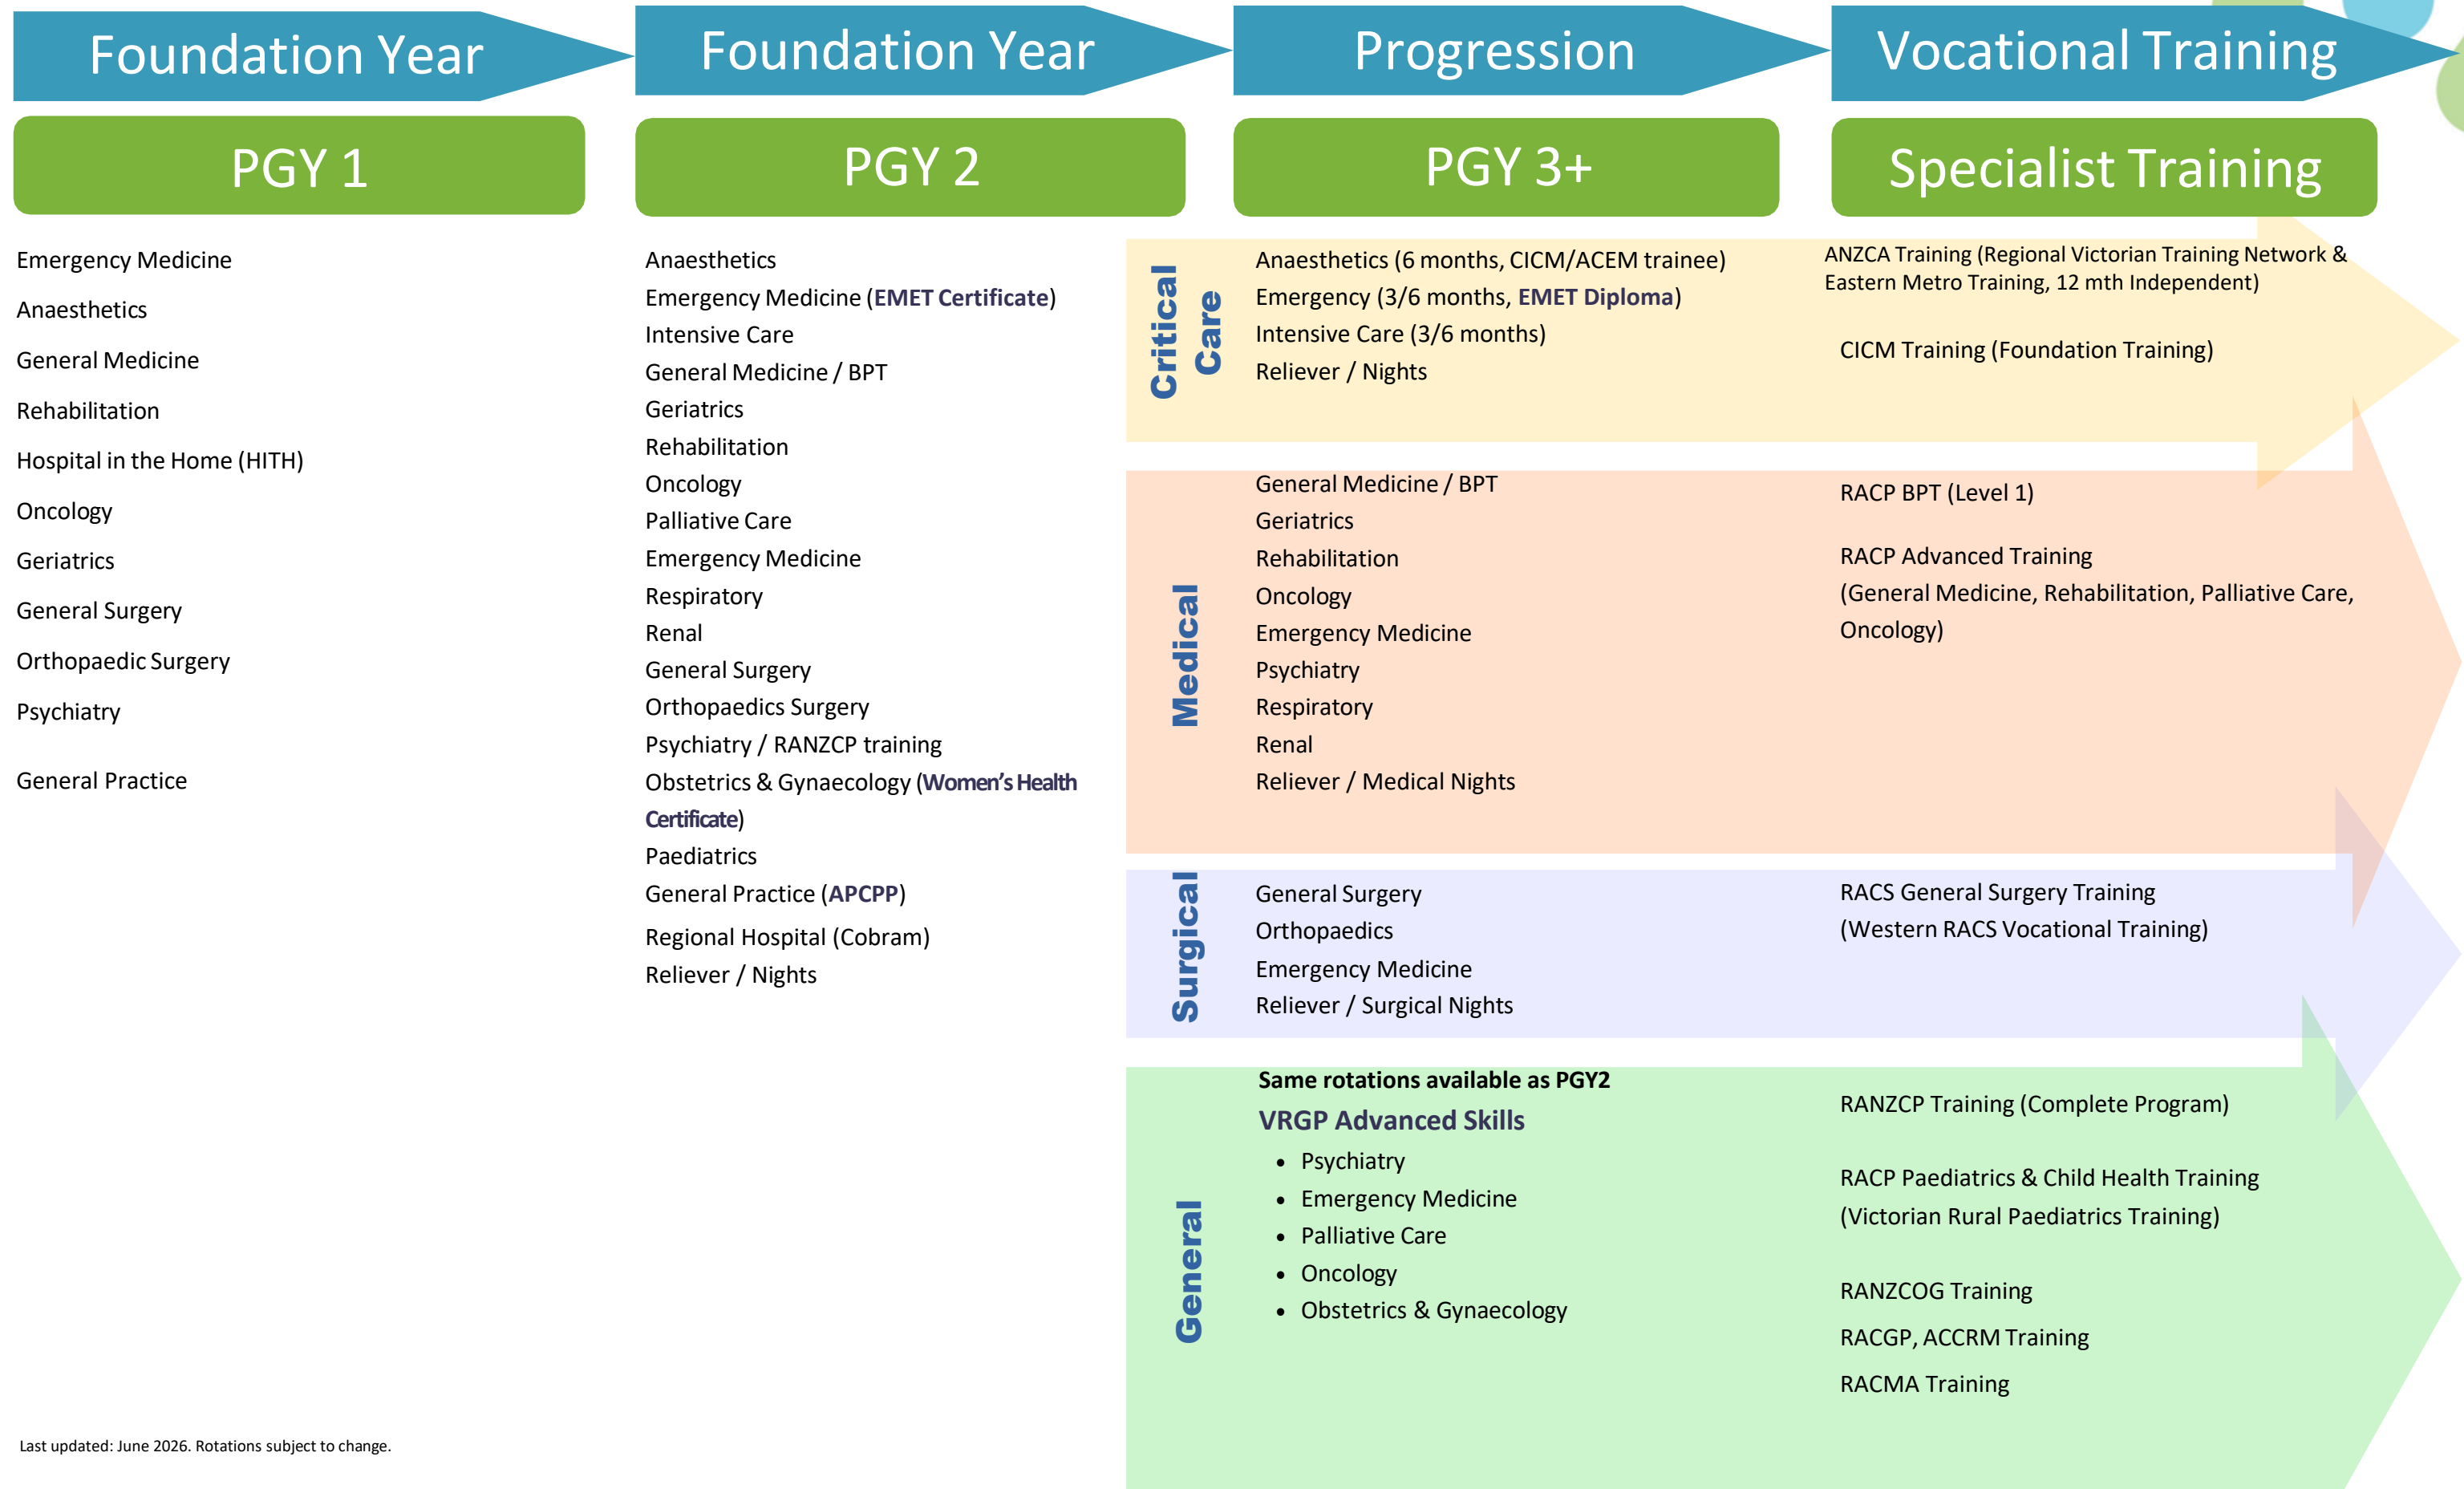 Foundation Year
Foundation Year
Progression
Vocational Training
PGY 1
PGY 2
PGY 3+
Specialist Training
Emergency Medicine
Anaesthetics
General Medicine
Rehabilitation
Hospital in the Home (HITH)
Oncology
Geriatrics
General Surgery
Orthopaedic Surgery
Psychiatry
General Practice
Anaesthetics
Emergency Medicine (EMET Certificate)
Intensive Care
General Medicine / BPT
Geriatrics
Rehabilitation
Oncology
Palliative Care
Emergency Medicine
Respiratory
Renal
General Surgery
Orthopaedics Surgery
Psychiatry / RANZCP training
Obstetrics & Gynaecology (Women's Health
Certificate)
Paediatrics
General Practice (APCPP)
Regional Hospital (Cobram)
Reliever / Nights
Critical
Care
Anaesthetics (6 months, CICM/ACEM trainee)
Emergency (3/6 months, EMET Diploma)
Intensive Care (3/6 months)
Reliever / Nights
ANZCA Training (Regional Victorian Training Network &
Eastern Metro Training, 12 mth Independent)
CICM Training (Foundation Training)
Medical
General Medicine / BPT
Geriatrics
Rehabilitation
Oncology
Emergency Medicine
Psychiatry
Respiratory
Renal
Reliever / Medical Nights
RACP BPT (Level 1)
RACP Advanced Training
(General Medicine, Rehabilitation, Palliative Care,
Oncology)
Surgical
General Surgery
Orthopaedics
Emergency Medicine
Reliever / Surgical Nights
RACS General Surgery Training
(Western RACS Vocational Training)
General
Same rotations available as PGY2
VRGP Advanced Skills
• Psychiatry
• Emergency Medicine
• Palliative Care
• Oncology
• Obstetrics & Gynaecology
RANZCP Training (Complete Program)
RACP Paediatrics & Child Health Training
(Victorian Rural Paediatrics Training)
RANZCOG Training
RACGP, ACCRM Training
RACMA Training
Last updated: June 2026. Rotations subject to change.